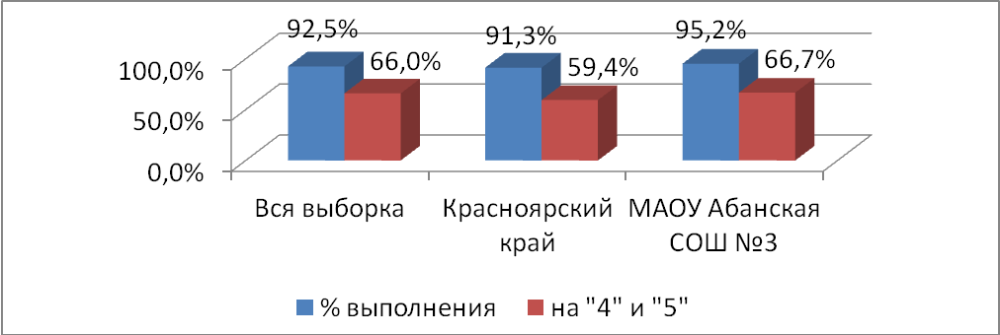 92,5%
91,3%
95,2%
66,0%
59,4%
66,7%
100,0%
50,0%
0,0%
Вся выборка
Красноярский
край
МАОУ Абанская
СОШ №3
% выполнения
на "4" и "5"